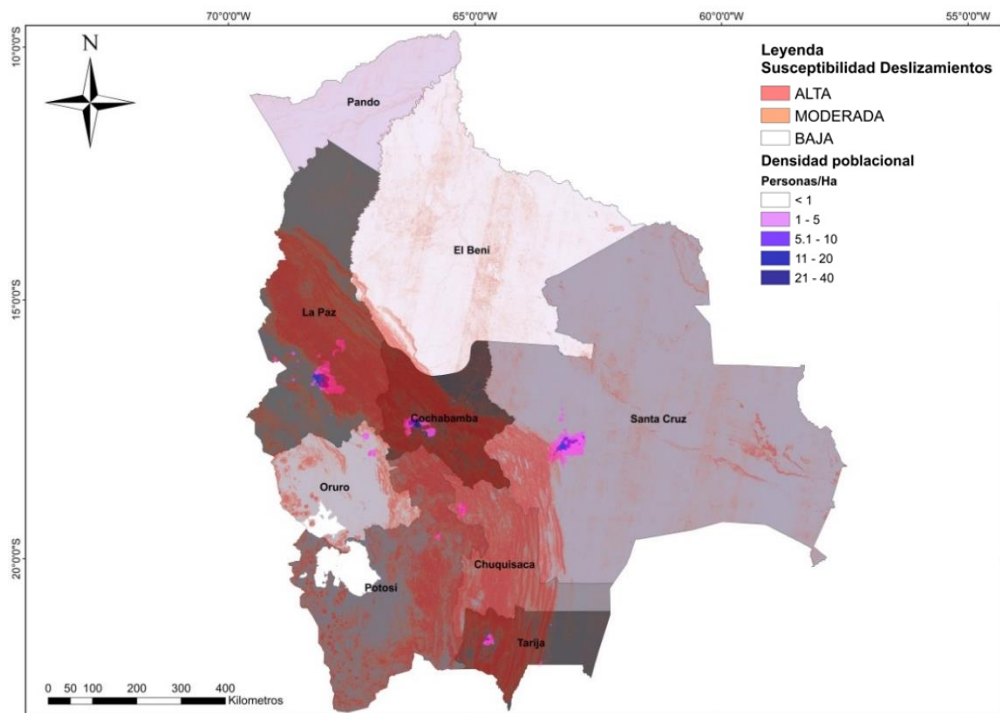 70°0'0"W 65°0'0"W 60°0'0"W 55°0'0"W
10°0'0"S
15°0'0"S
20°0'0"S
N
Leyenda
Susceptibilidad Deslizamientos
ALTA
MODERADA
BAJA
Densidad poblacional
Personas/Ha
< 1
1 - 5
5.1 - 10
11 - 20
21 - 40
Pando
El Beni
La Paz
Cochabamba
Santa Cruz
Oruro
Chuquisaca
Potosi
Tarija
0 50 100 200 300 400
Kilometros